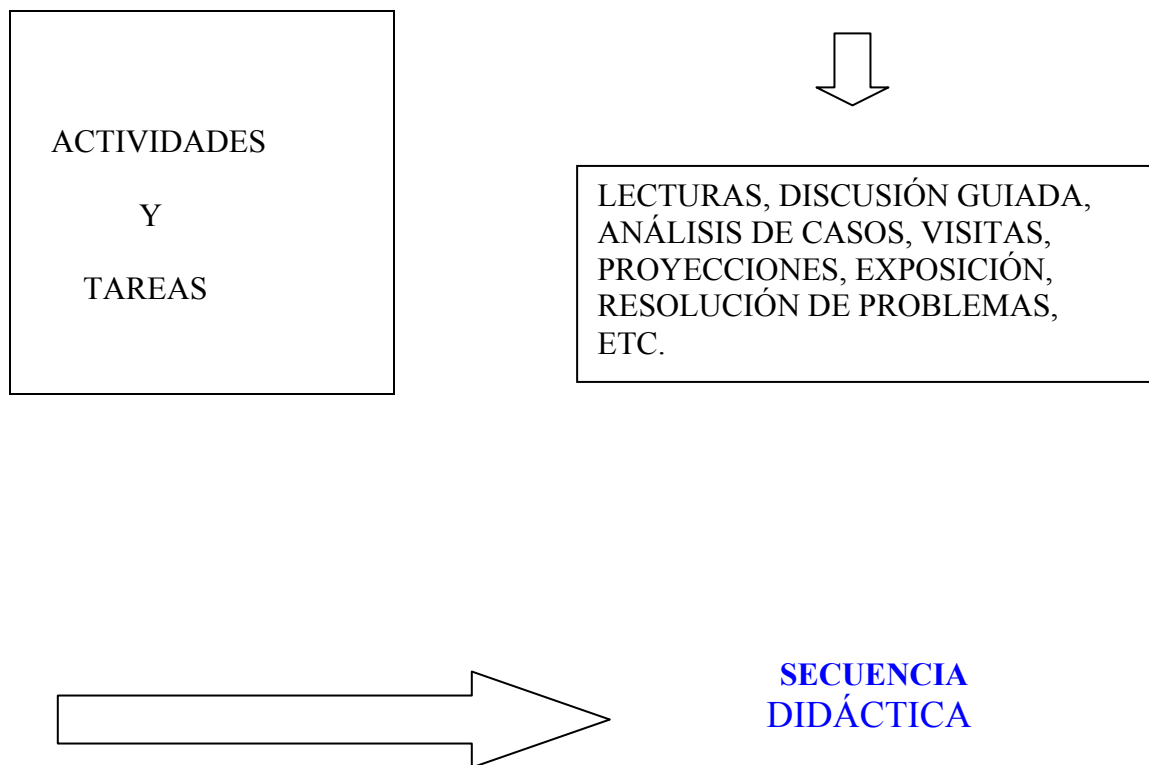 ACTIVIDADES
Y
TAREAS
LECTURAS, DISCUSIÓN GUIADA,
ANÁLISIS DE CASOS, VISITAS,
PROYECCIONES, EXPOSICIÓN,
RESOLUCIÓN DE PROBLEMAS,
ETC.
SECUENCIA
DIDÁCTICA